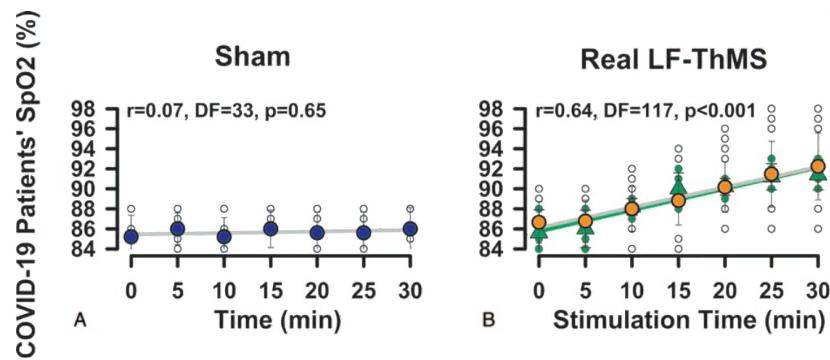 COVID-19 Patients' SpO2 (%)
Sham
r=0.07, DF=33, p=0.65
98
96
94
92
90
88
86
84
0 5 10 15 20 25 30
A
Time (min)
Real LF-ThMS
r=0.64, DF=117, p<0.001
98
96
94
92
90
88
86
84
0 5 10 15 20 25 30
B
Stimulation Time (min)